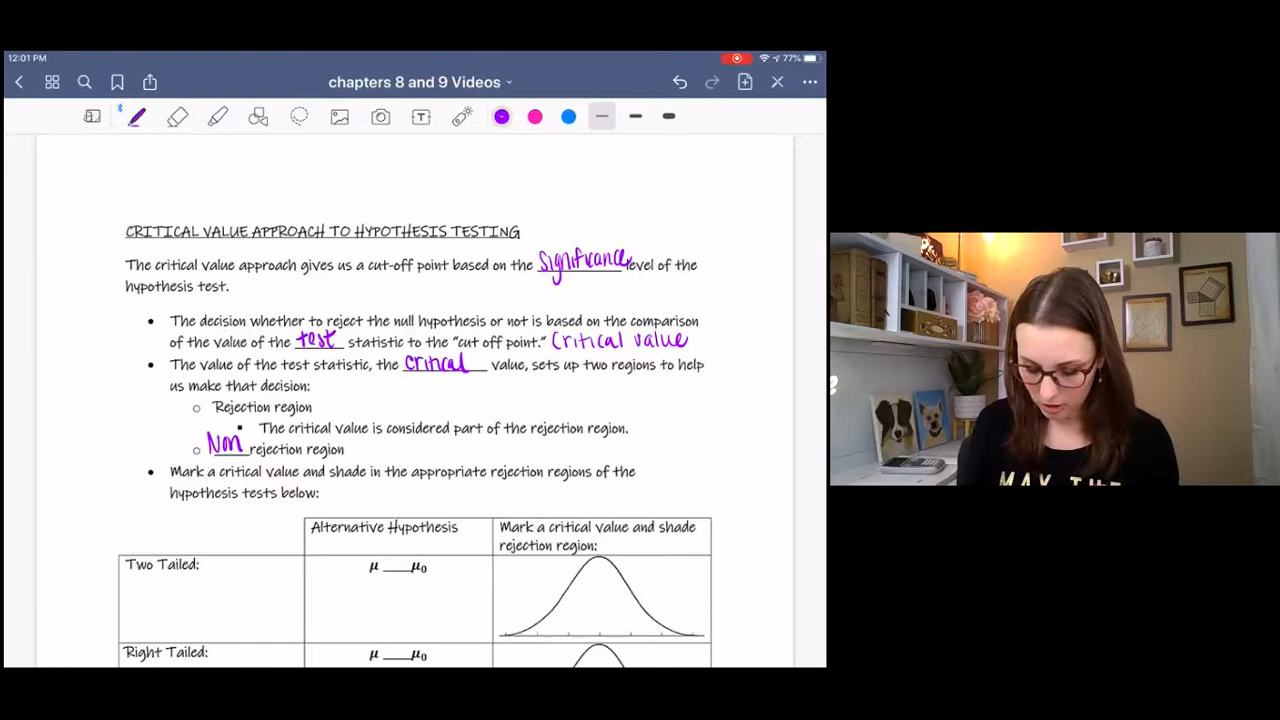 12:01 PM
77%
chapters 8 and 9 Videos
T
CRITICAL VALUE APPROACH TO HYPOTHESIS TESTING
The critical value approach gives us a cut-off point based on the significance level of the
hypothesis test.
• The decision whether to reject the null hypothesis or not is based on the comparison
of the value of the test statistic to the “cut off point.” Critical value
• The value of the test statistic, the critical value, sets up two regions to help
us make that decision:
o Rejection region
▪ The critical value is considered part of the rejection region.
o Non rejection region
• Mark a critical value and shade in the appropriate rejection regions of the
hypothesis tests below:
Alternative Hypothesis
Mark a critical value and shade
rejection region:
Two Tailed:
μ ___μ₀
Right Tailed:
μ ___μ₀
MAY THE